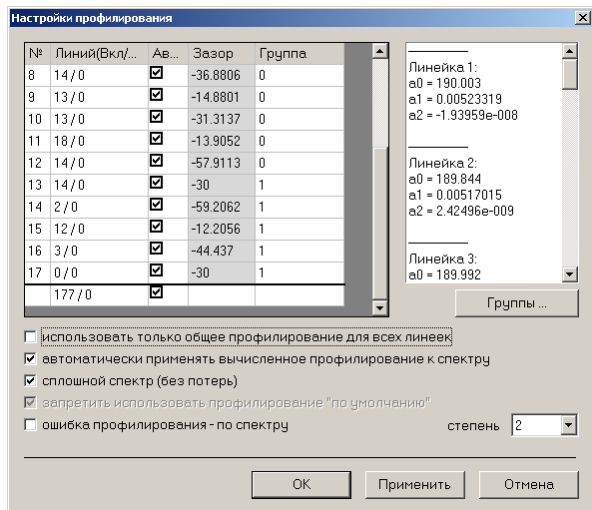 Настройки профилирования
№ Линий(Вкл/... Ав... Зазор Группа
8 14 / 0 -36.8806 0
9 13 / 0 -14.8801 0
10 13 / 0 -31.3137 0
11 18 / 0 -13.9052 0
12 14 / 0 -57.9113 0
13 14 / 0 -30 1
14 2 / 0 -59.2062 1
15 12 / 0 -12.2056 1
16 3 / 0 -44.437 1
17 0 / 0 -30 1
177 / 0
Линейка 1:
a0 = 190.003
a1 = 0.00523319
a2 = -1.93959e-008
Линейка 2:
a0 = 189.844
a1 = 0.00517015
a2 = 2.42496e-009
Линейка 3:
a0 = 189.992
Группы ...
использовать только общее профилирование для всех линеек
автоматически применять вычисленное профилирование к спектру
сплошной спектр (без потерь)
запретить использовать профилирование "по умолчанию"
ошибка профилирования - по спектру
степень 2
OK Применить Отмена